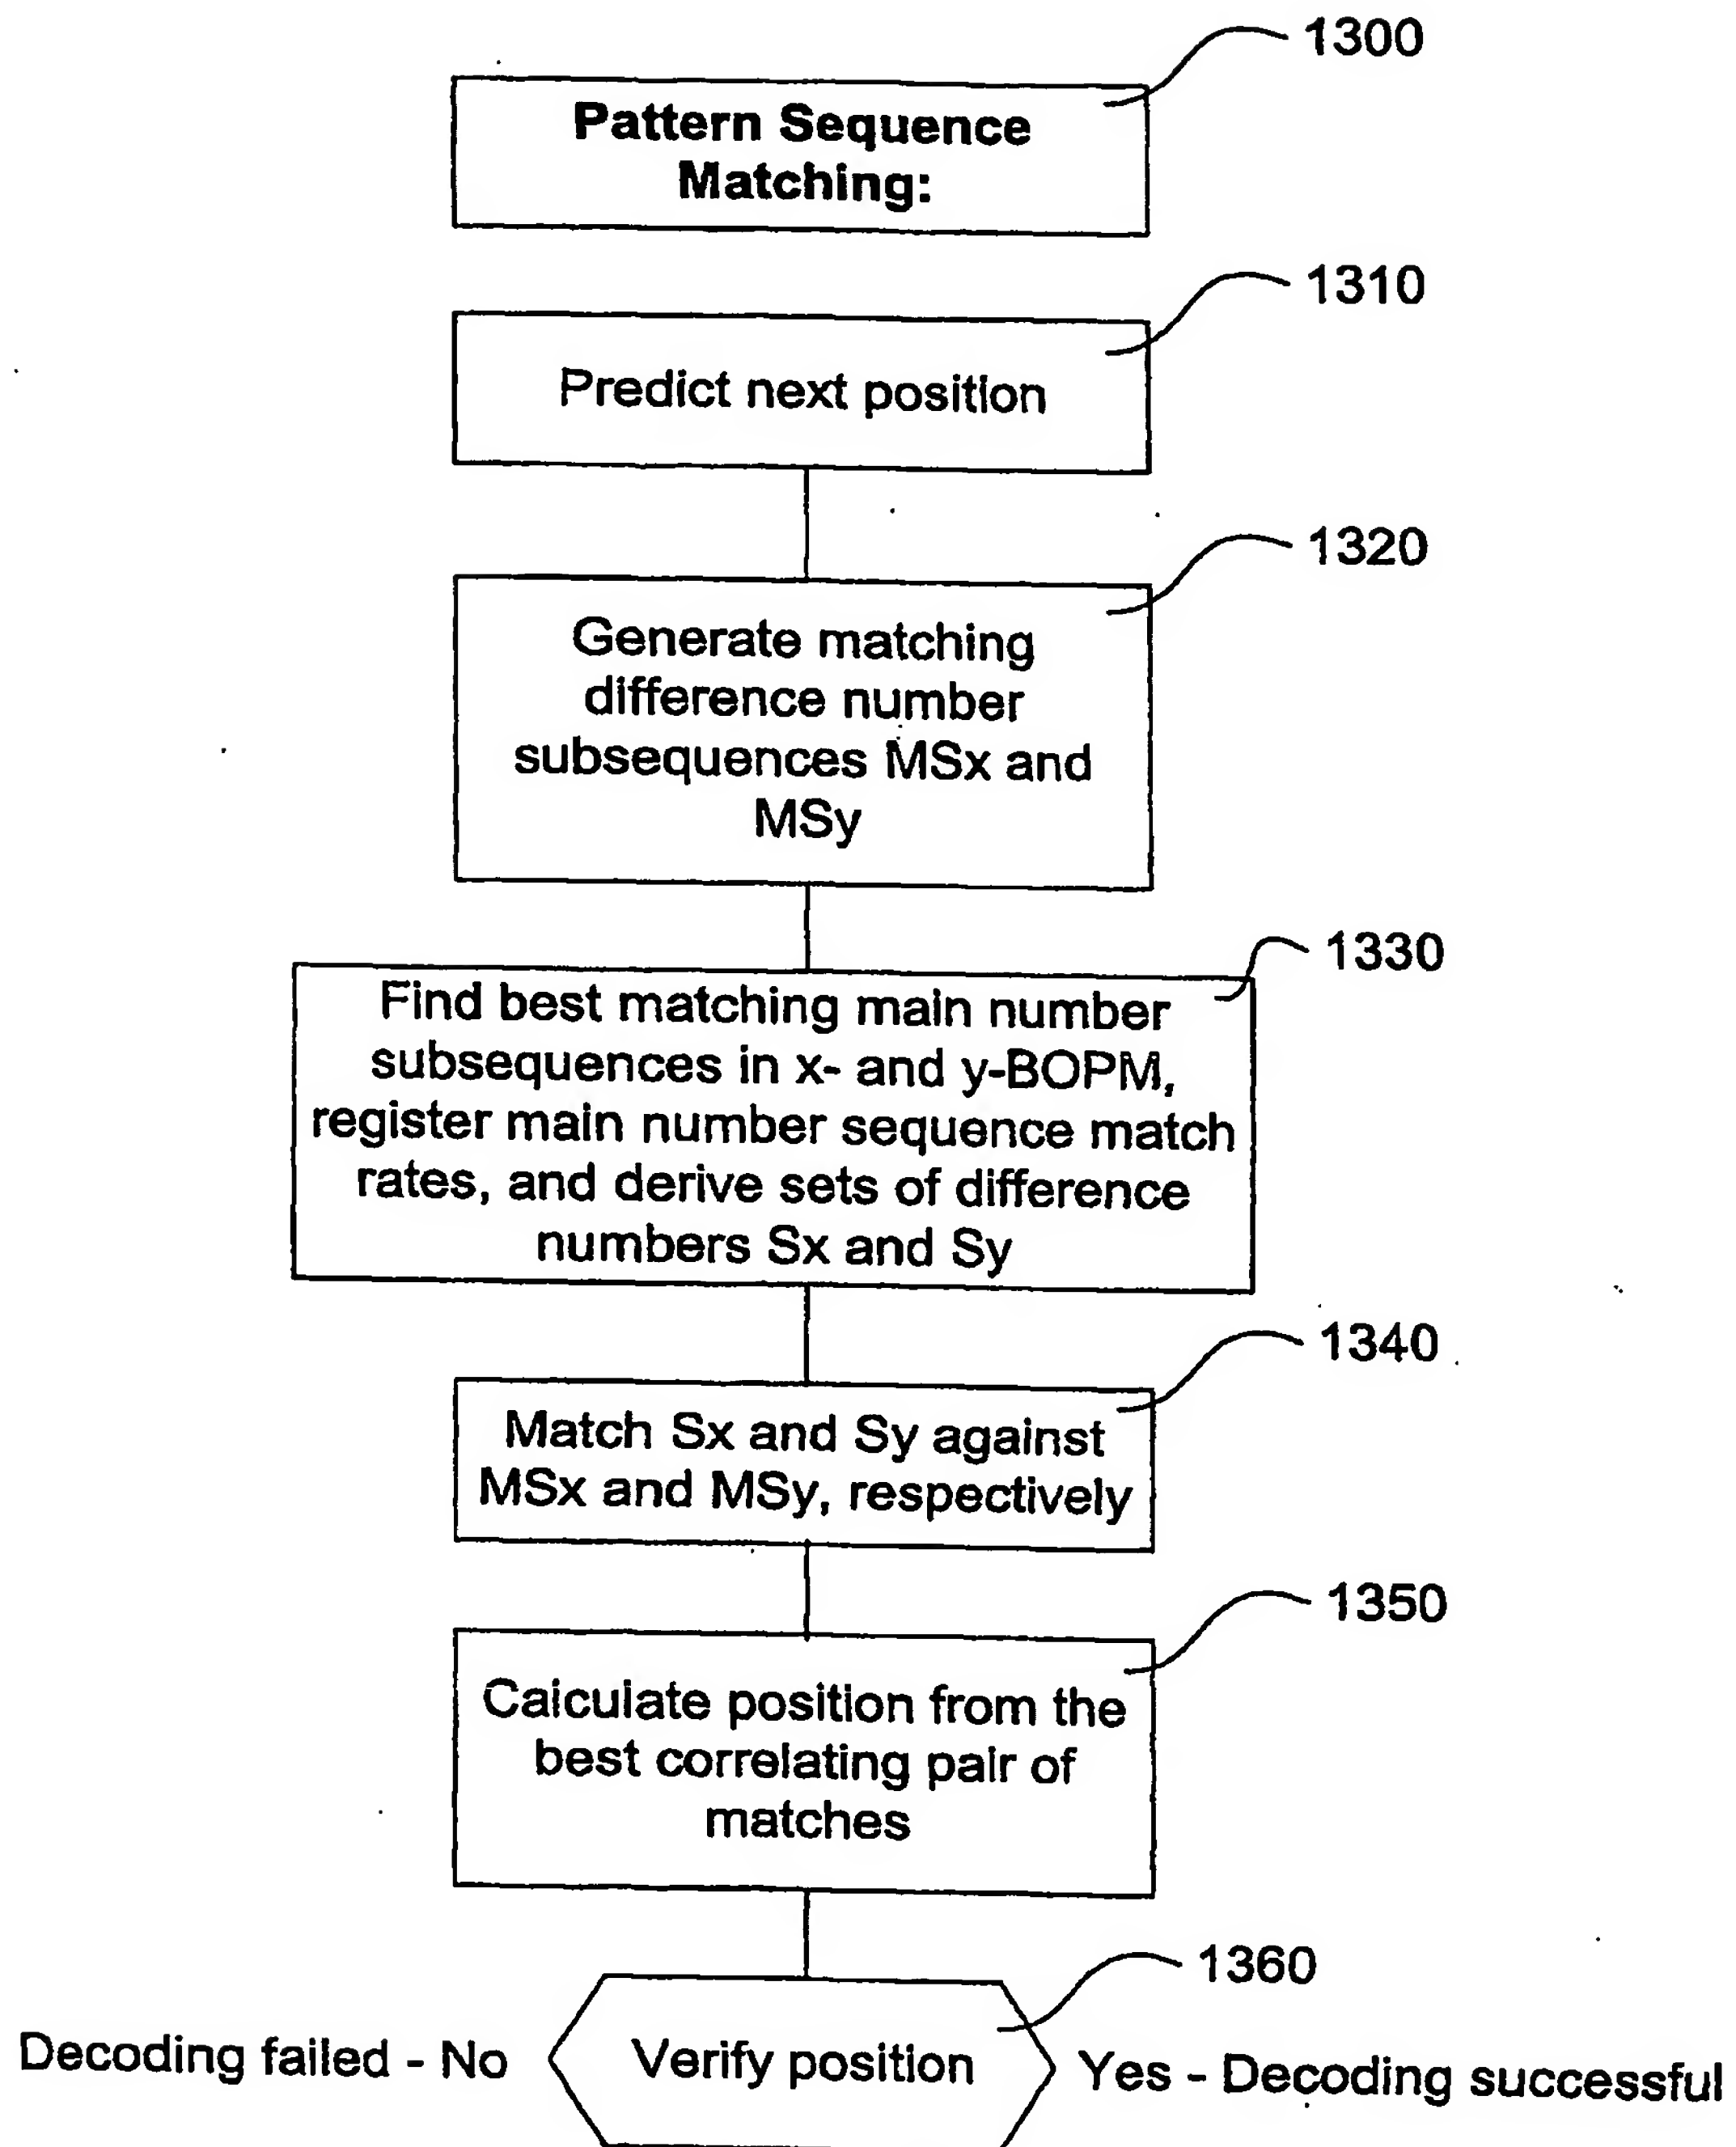 1300
Pattern Sequence
Matching:
1310
Predict next position
1320
Generate matching
difference number
subsequences MSx and
MSy
1330
Find best matching main number
subsequences in x- and y-BOPM,
register main number sequence match
rates, and derive sets of difference
numbers Sx and Sy
1340
Match Sx and Sy against
MSx and MSy, respectively
1350
Calculate position from the
best correlating pair of
matches
1360
Decoding failed - No
Verify position
Yes - Decoding successful